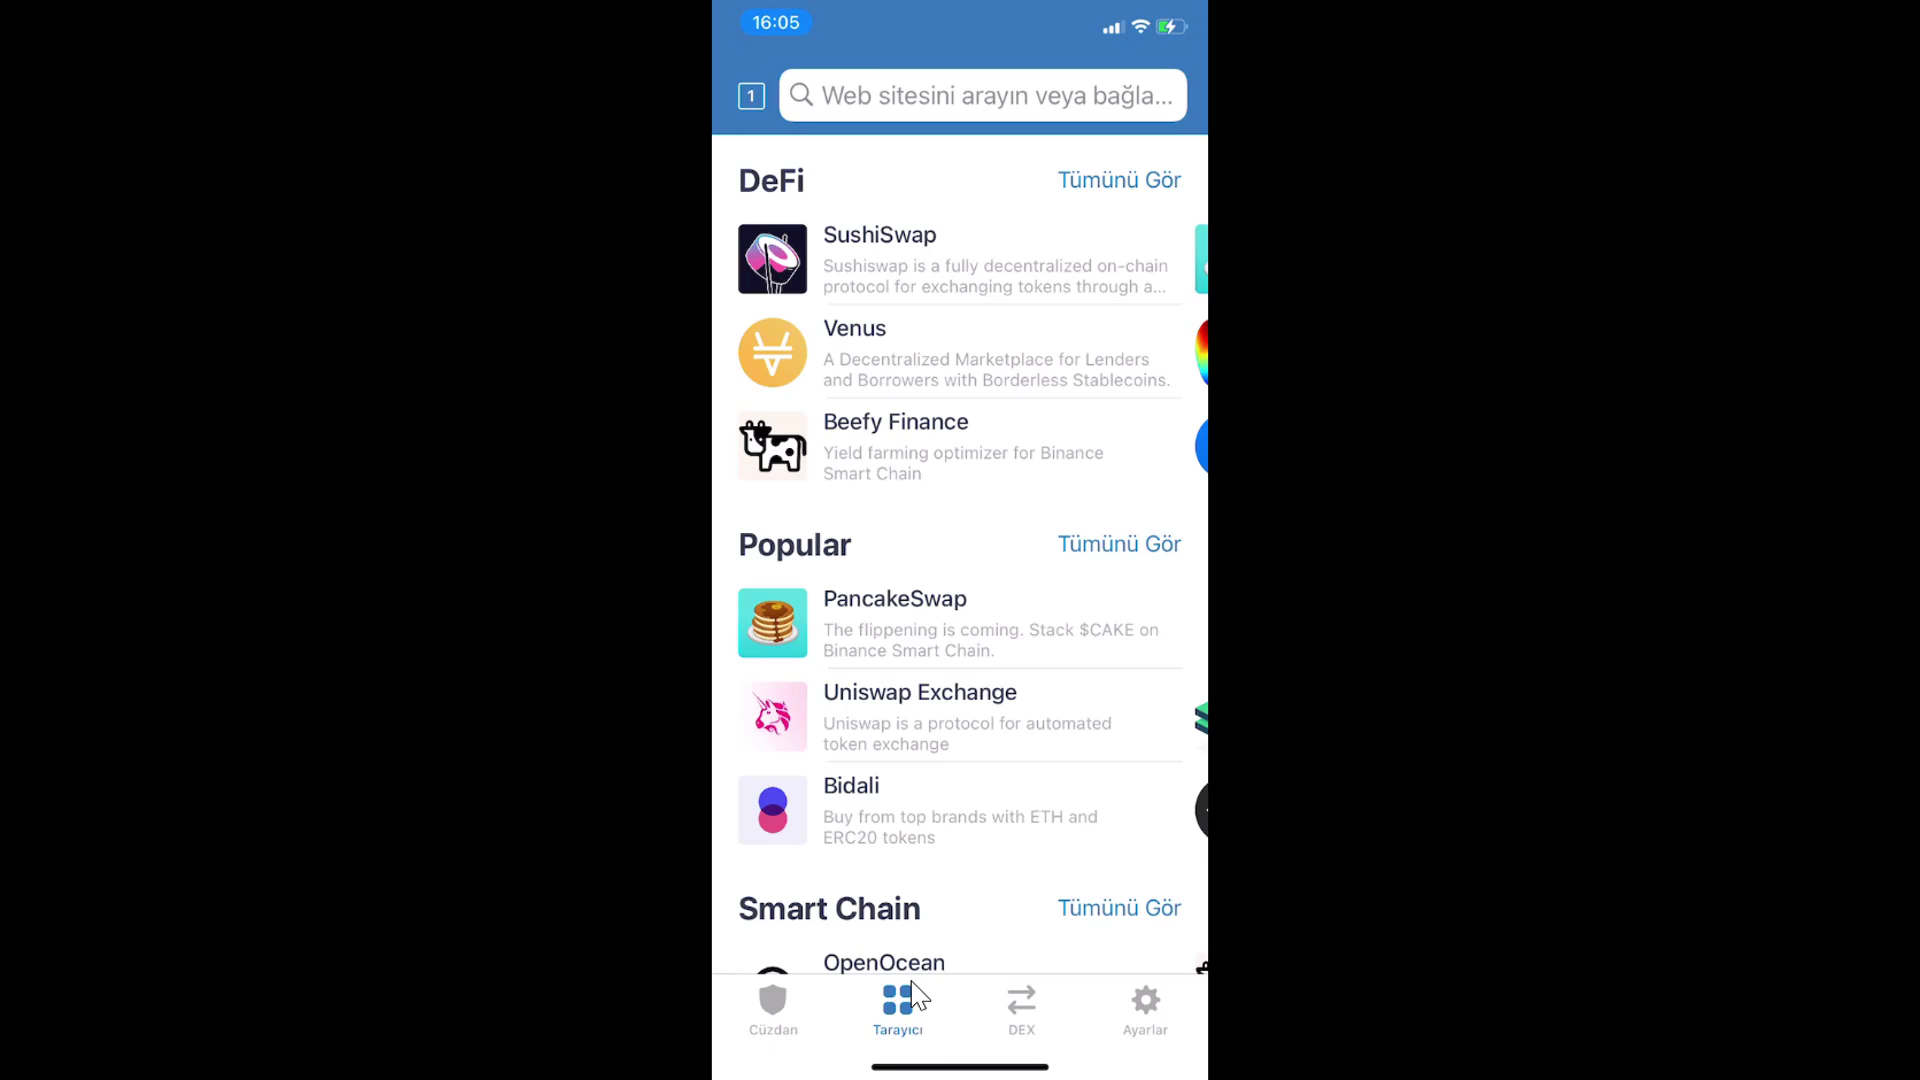 16:05
1
Web sitesini arayın veya bağla...
DeFi
Tümünü Gör
SushiSwap
Sushiswap is a fully decentralized on-chain
protocol for exchanging tokens through a...
Venus
A Decentralized Marketplace for Lenders
and Borrowers with Borderless Stablecoins.
Beefy Finance
Yield farming optimizer for Binance
Smart Chain
Popular
Tümünü Gör
PancakeSwap
The flippening is coming. Stack $CAKE on
Binance Smart Chain.
Uniswap Exchange
Uniswap is a protocol for automated
token exchange
Bidali
Buy from top brands with ETH and
ERC20 tokens
Smart Chain
Tümünü Gör
OpenOcean
Cüzdan
Tarayıcı
DEX
Ayarlar